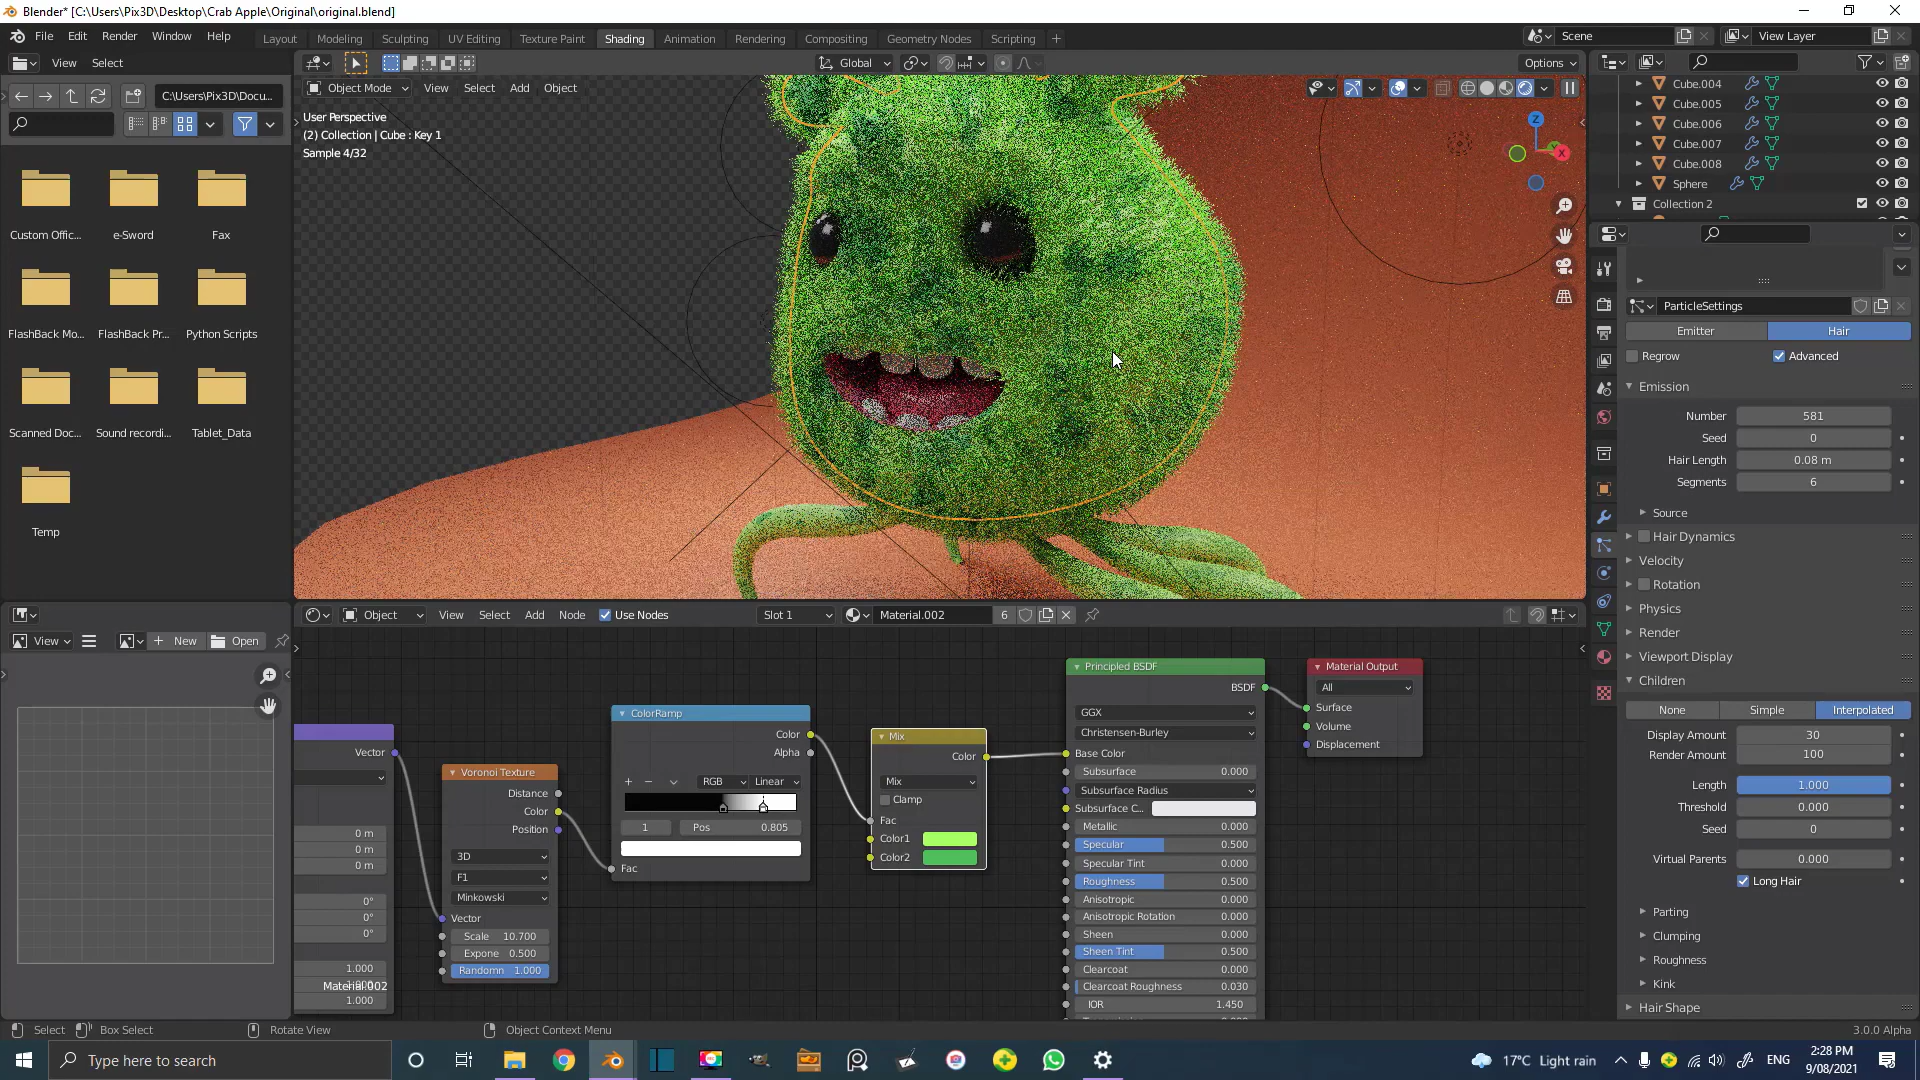 Blender* [C:\Users\Pix3D\Desktop\Crab Apple\Original\original.blend]
File Edit Render Window Help
Layout Modeling Sculpting UV Editing Texture Paint Shading Animation Rendering Compositing Geometry Nodes Scripting +
Scene
View Layer
View Select
C:\Users\Pix3D\Docu...
Custom Offic... e-Sword Fax
FlashBack Mo... FlashBack Pr... Python Scripts
Scanned Doc... Sound recordi... Tablet_Data
Temp
Global
Options
Object Mode View Select Add Object
User Perspective
(2) Collection | Cube : Key 1
Sample 4/32
Z
X
Cube.004
Cube.005
Cube.006
Cube.007
Cube.008
Sphere
Collection 2
ParticleSettings
Emitter Hair
Regrow Advanced
Emission
Number 581
Seed 0
Hair Length 0.08 m
Segments 6
Source
Hair Dynamics
Velocity
Rotation
Physics
Render
Viewport Display
Children
None Simple Interpolated
Display Amount 30
Render Amount 100
Length 1.000
Threshold 0.000
Seed 0
Virtual Parents 0.000
Long Hair
Parting
Clumping
Roughness
Kink
Hair Shape
View
+ New Open
Object View Select Add Node Use Nodes Slot 1 Material.002 6
Vector
0 m
0 m
0 m
0°
0°
0°
1.000
1.000
1.000
Material.002
Voronoi Texture
Distance
Color
Position
3D
F1
Minkowski
Vector
Scale 10.700
Expone 0.500
Randomn 1.000
ColorRamp
Color
Alpha
+ − RGB Linear
1 Pos 0.805
Fac
Mix
Color
Mix
Clamp
Fac
Color1
Color2
Principled BSDF
BSDF
GGX
Christensen-Burley
Base Color
Subsurface 0.000
Subsurface Radius
Subsurface C...
Metallic 0.000
Specular 0.500
Specular Tint 0.000
Roughness 0.500
Anisotropic 0.000
Anisotropic Rotation 0.000
Sheen 0.000
Sheen Tint 0.500
Clearcoat 0.000
Clearcoat Roughness 0.030
IOR 1.450
Material Output
All
Surface
Volume
Displacement
Select Box Select Rotate View Object Context Menu 3.0.0 Alpha
Type here to search
17°C Light rain
ENG
2:28 PM
9/08/2021